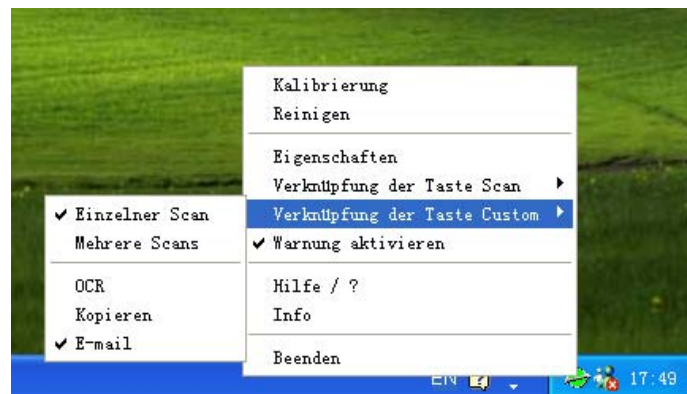 Kalibrierung
Reinigen
Eigenschaften
Verknüpfung der Taste Scan
Verknüpfung der Taste Custom
Warnung aktivieren
Hilfe / ?
Info
Beenden
Einzelner Scan
Mehrere Scans
OCR
Kopieren
E-mail
EN ?
17:49